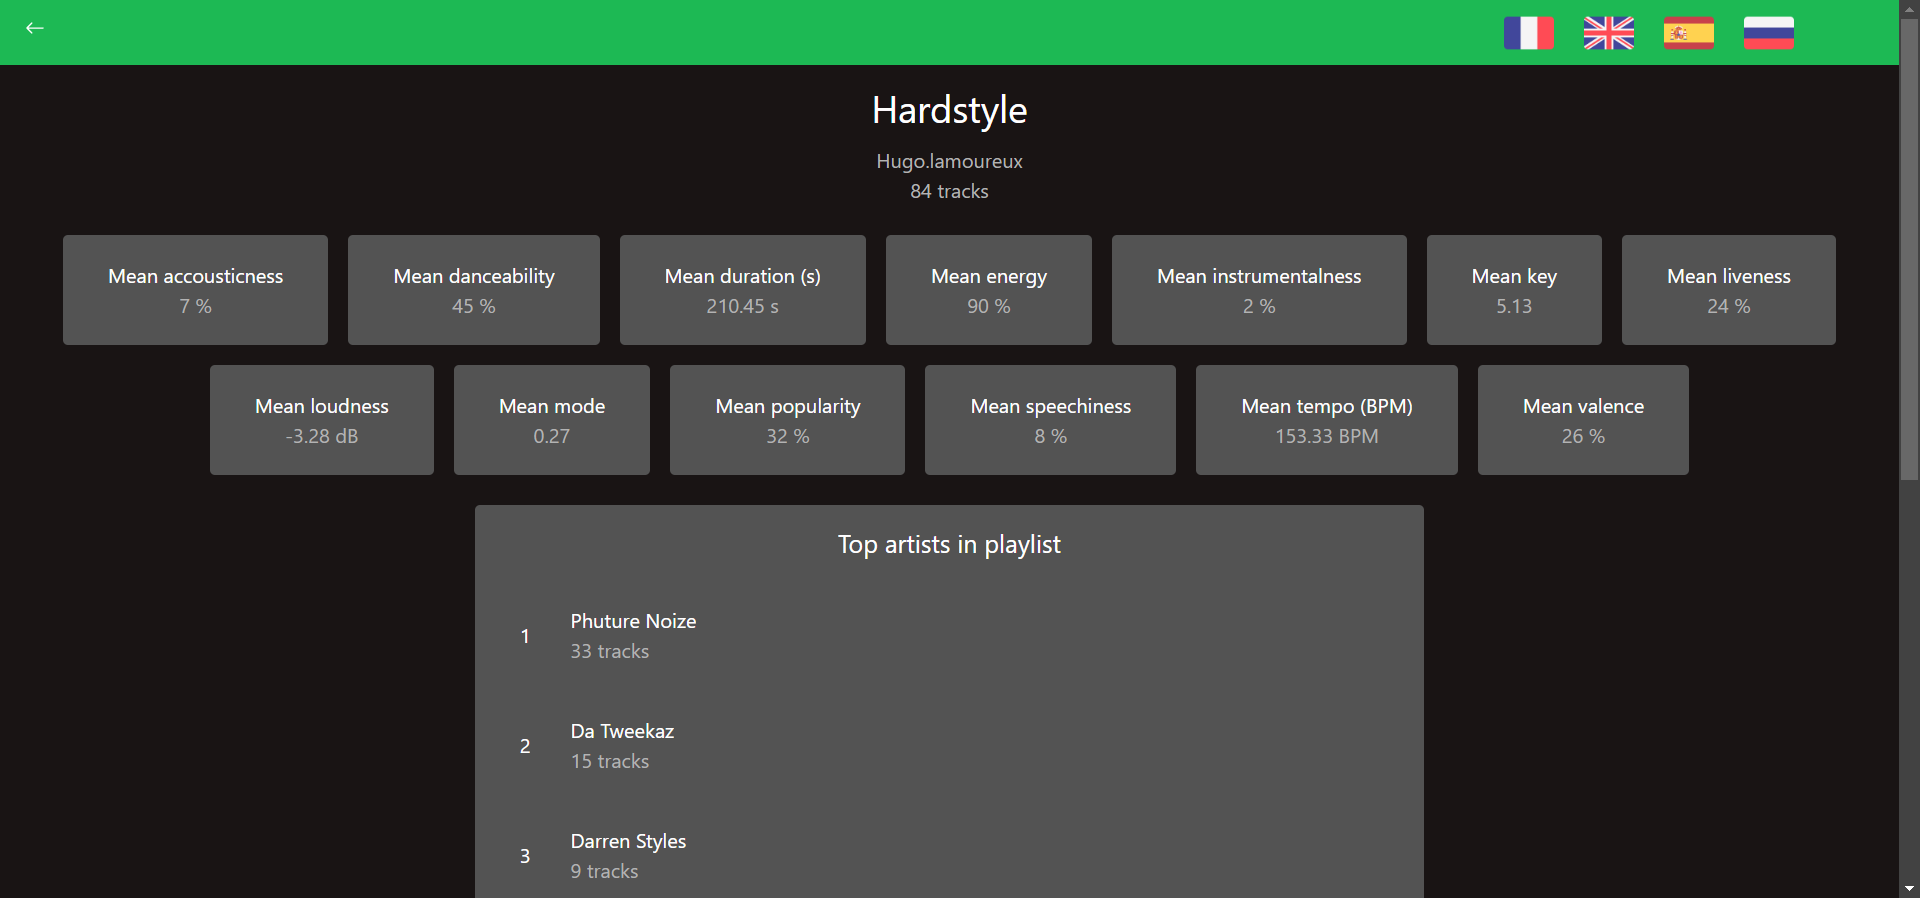 Hardstyle
Hugo.lamoureux
84 tracks
Mean accousticness
7 %
Mean danceability
45 %
Mean duration (s)
210.45 s
Mean energy
90 %
Mean instrumentalness
2 %
Mean key
5.13
Mean liveness
24 %
Mean loudness
-3.28 dB
Mean mode
0.27
Mean popularity
32 %
Mean speechiness
8 %
Mean tempo (BPM)
153.33 BPM
Mean valence
26 %
Top artists in playlist
1
Phuture Noize
33 tracks
2
Da Tweekaz
15 tracks
3
Darren Styles
9 tracks